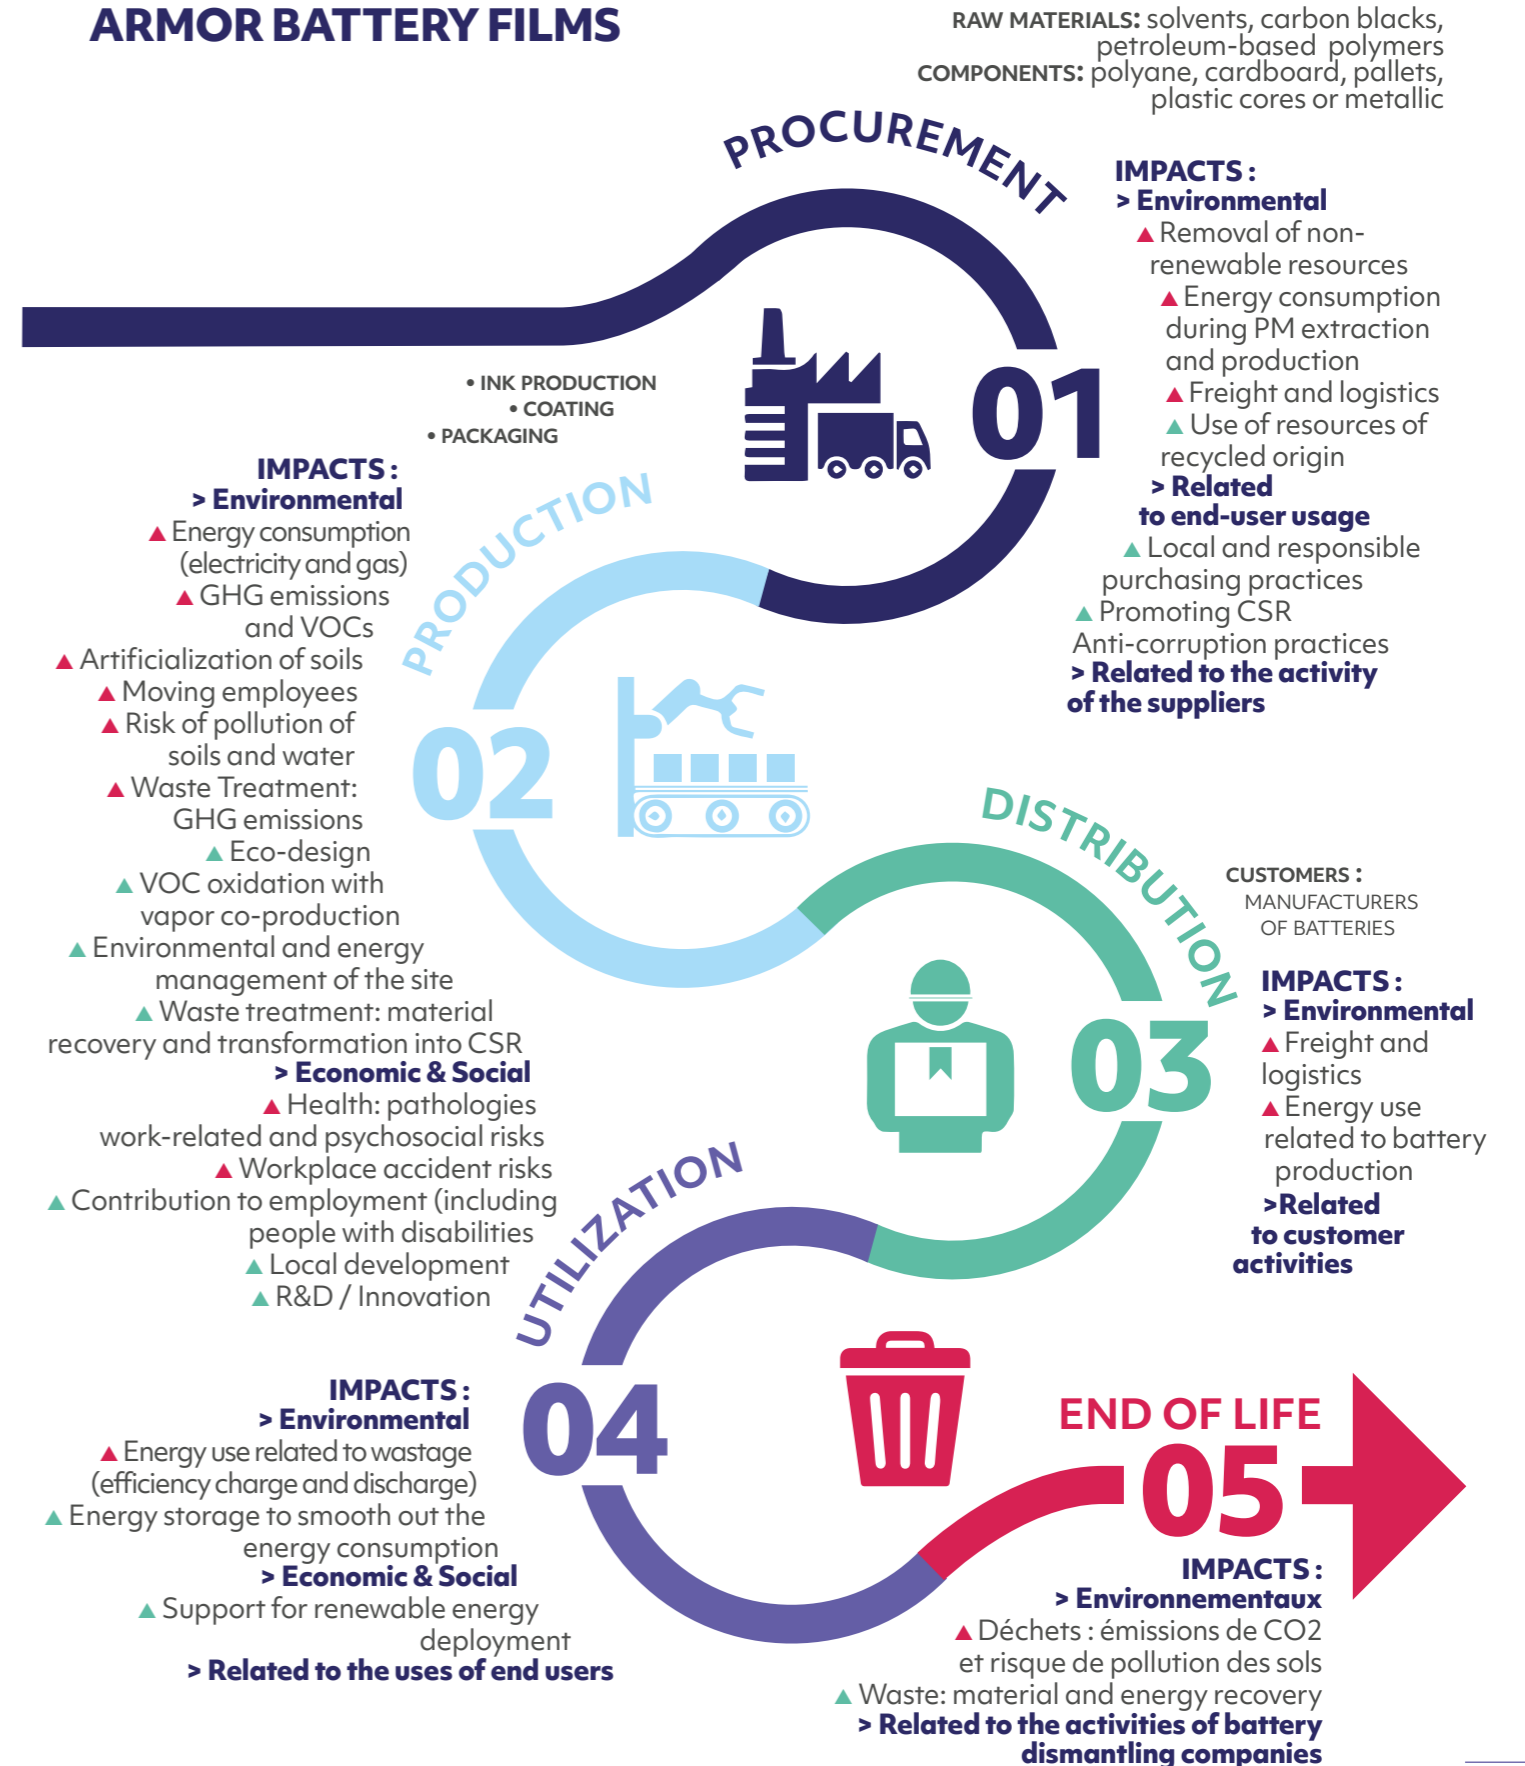 ARMOR BATTERY FILMS
RAW MATERIALS: solvents, carbon blacks,
petroleum-based polymers
COMPONENTS: polyane, cardboard, pallets,
plastic cores or metallic
PROCUREMENT
01
IMPACTS :
> Environmental
▲ Removal of non-
renewable resources
▲ Energy consumption
during PM extraction
and production
▲ Freight and logistics
▲ Use of resources of
recycled origin
> Related
to end-user usage
▲ Local and responsible
purchasing practices
▲ Promoting CSR
Anti-corruption practices
> Related to the activity
of the suppliers
• INK PRODUCTION
• COATING
• PACKAGING
PRODUCTION
02
IMPACTS :
> Environmental
▲ Energy consumption
(electricity and gas)
▲ GHG emissions
and VOCs
▲ Artificialization of soils
▲ Moving employees
▲ Risk of pollution of
soils and water
▲ Waste Treatment:
GHG emissions
▲ Eco-design
▲ VOC oxidation with
vapor co-production
▲ Environmental and energy
management of the site
▲ Waste treatment: material
recovery and transformation into CSR
> Economic & Social
▲ Health: pathologies
work-related and psychosocial risks
▲ Workplace accident risks
▲ Contribution to employment (including
people with disabilities
▲ Local development
▲ R&D / Innovation
DISTRIBUTION
03
CUSTOMERS :
MANUFACTURERS
OF BATTERIES
IMPACTS :
> Environmental
▲ Freight and
logistics
▲ Energy use
related to battery
production
>Related
to customer
activities
UTILIZATION
04
IMPACTS :
> Environmental
▲ Energy use related to wastage
(efficiency charge and discharge)
▲ Energy storage to smooth out the
energy consumption
> Economic & Social
▲ Support for renewable energy
deployment
> Related to the uses of end users
END OF LIFE
05
IMPACTS :
> Environnementaux
▲ Déchets : émissions de CO2
et risque de pollution des sols
▲ Waste: material and energy recovery
> Related to the activities of battery
dismantling companies